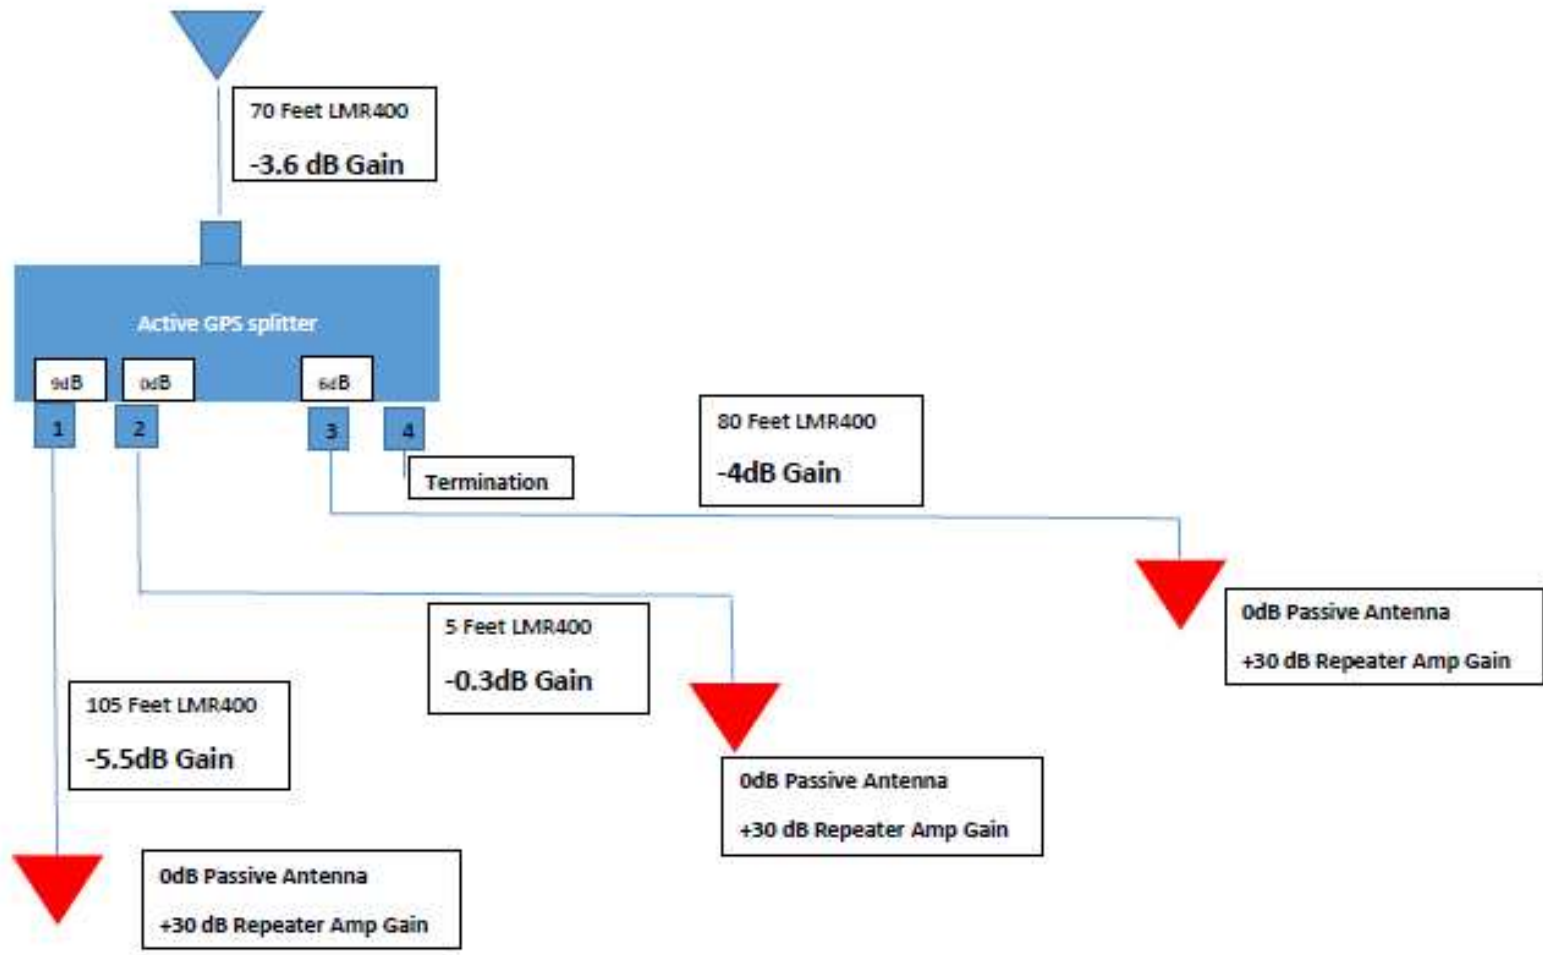 70 Feet LMR400
-3.6 dB Gain
Active GPS splitter
9dB
0dB
6dB
1
2
3
4
Termination
80 Feet LMR400
-4dB Gain
0dB Passive Antenna
+30 dB Repeater Amp Gain
5 Feet LMR400
-0.3dB Gain
105 Feet LMR400
-5.5dB Gain
0dB Passive Antenna
+30 dB Repeater Amp Gain
0dB Passive Antenna
+30 dB Repeater Amp Gain